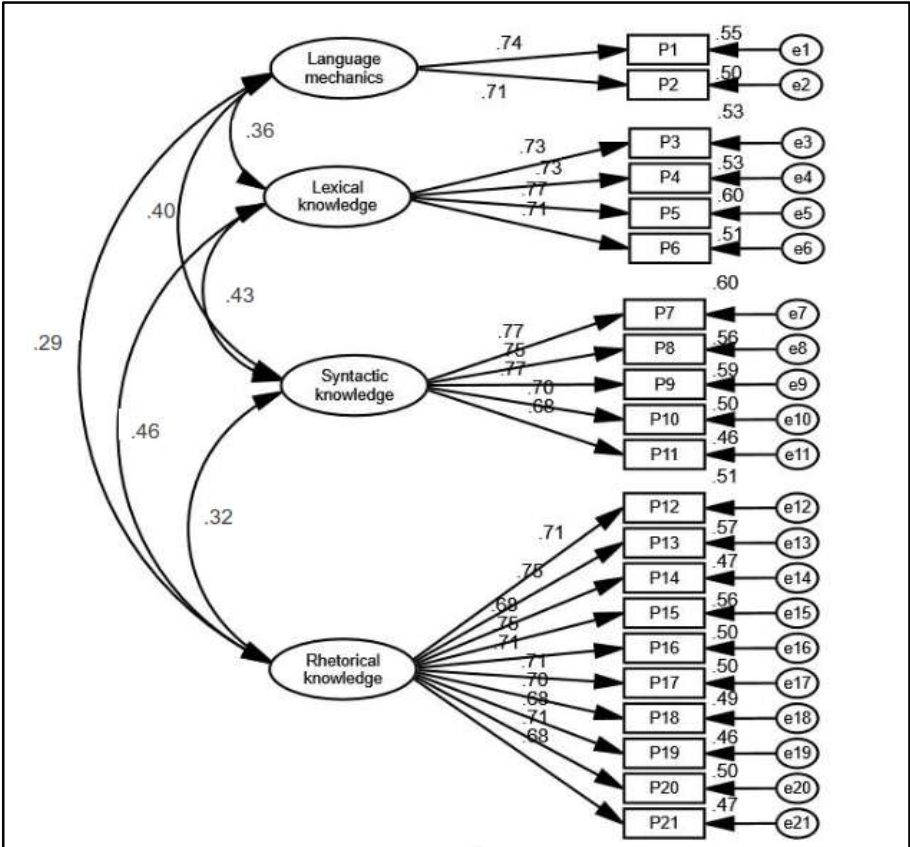 Language
mechanics
.74
.71
P1
.55
e1
P2
.50
e2
.36
Lexical
knowledge
.73
.73
.77
.71
.53
P3
e3
P4
.53
e4
P5
.60
e5
P6
.51
e6
.40
.43
.29
.46
Syntactic
knowledge
.77
.75
.77
.70
.68
.60
P7
e7
P8
.56
e8
P9
.59
e9
P10
.50
e10
P11
.46
e11
.32
Rhetorical
knowledge
.71
.75
.68
.75
.71
.71
.70
.68
.71
.68
.51
P12
e12
P13
.57
e13
P14
.47
e14
P15
.56
e15
P16
.50
e16
P17
.50
e17
P18
.49
e18
P19
.46
e19
P20
.50
e20
P21
.47
e21